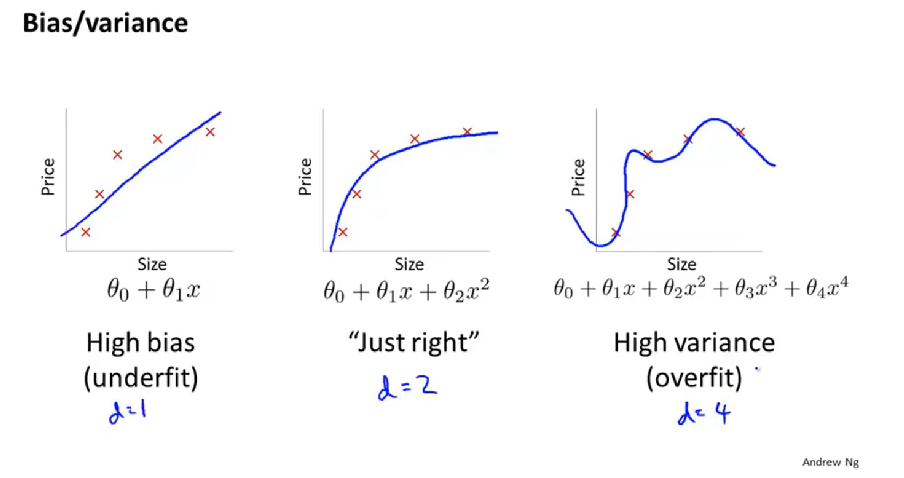 Bias/variance
Price
Size
θ₀ + θ₁x
High bias
(underfit)
d=1
Price
Size
θ₀ + θ₁x + θ₂x²
“Just right”
d=2
Price
Size
θ₀ + θ₁x + θ₂x² + θ₃x³ + θ₄x⁴
High variance
(overfit)
d= 4
Andrew Ng